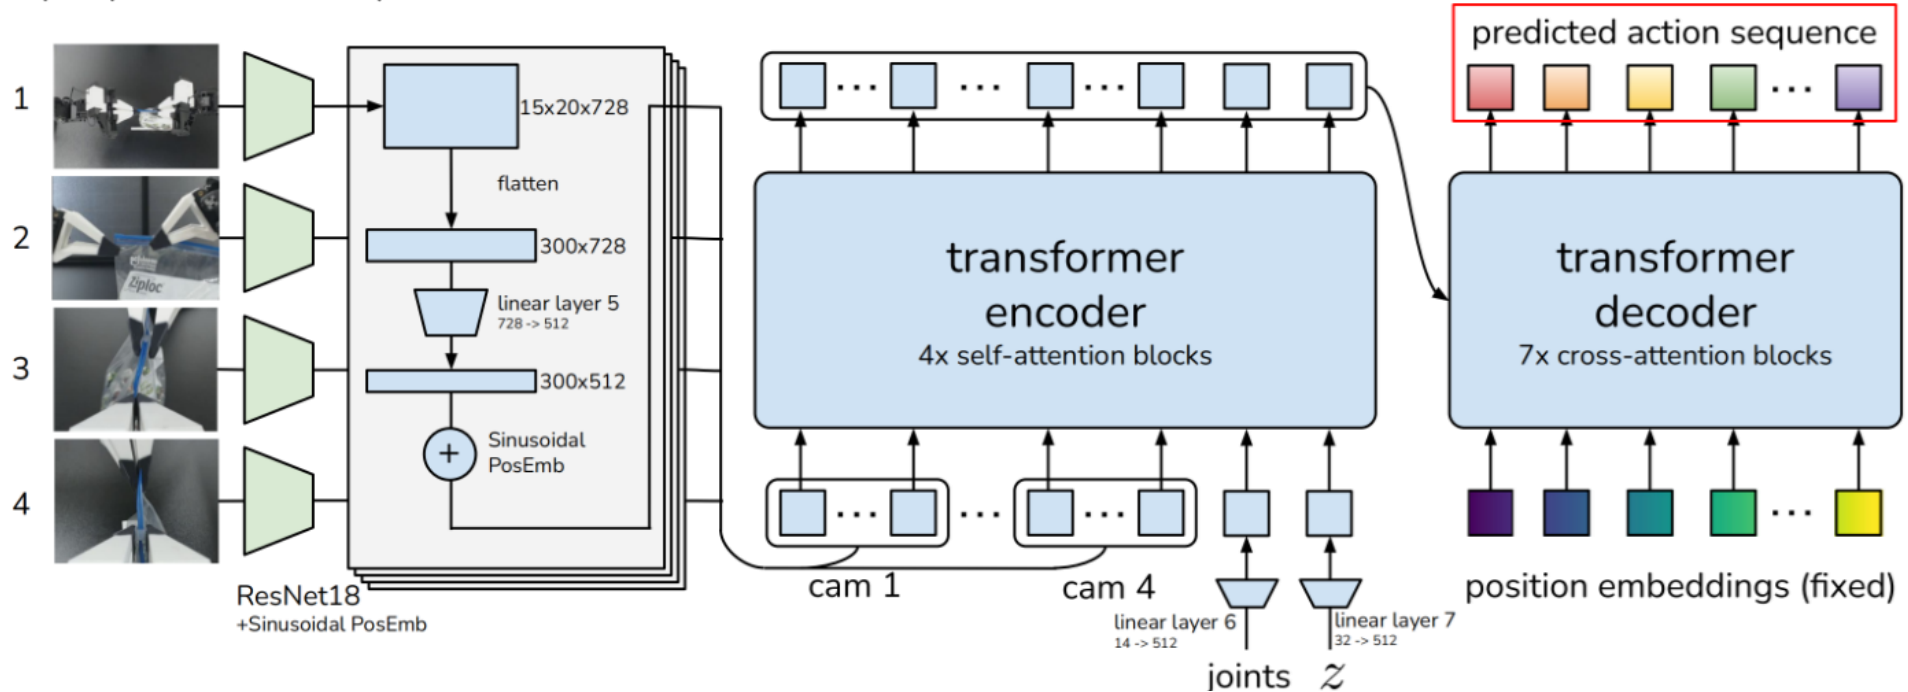 predicted action sequence
1
15x20x728
flatten
2
300x728
Ziploc
linear layer 5
728 -> 512
3
300x512
Sinusoidal
PosEmb
4
ResNet18
+Sinusoidal PosEmb
transformer
encoder
4x self-attention blocks
cam 1
cam 4
linear layer 6
14 -> 512
joints
linear layer 7
32 -> 512
z
transformer
decoder
7x cross-attention blocks
position embeddings (fixed)